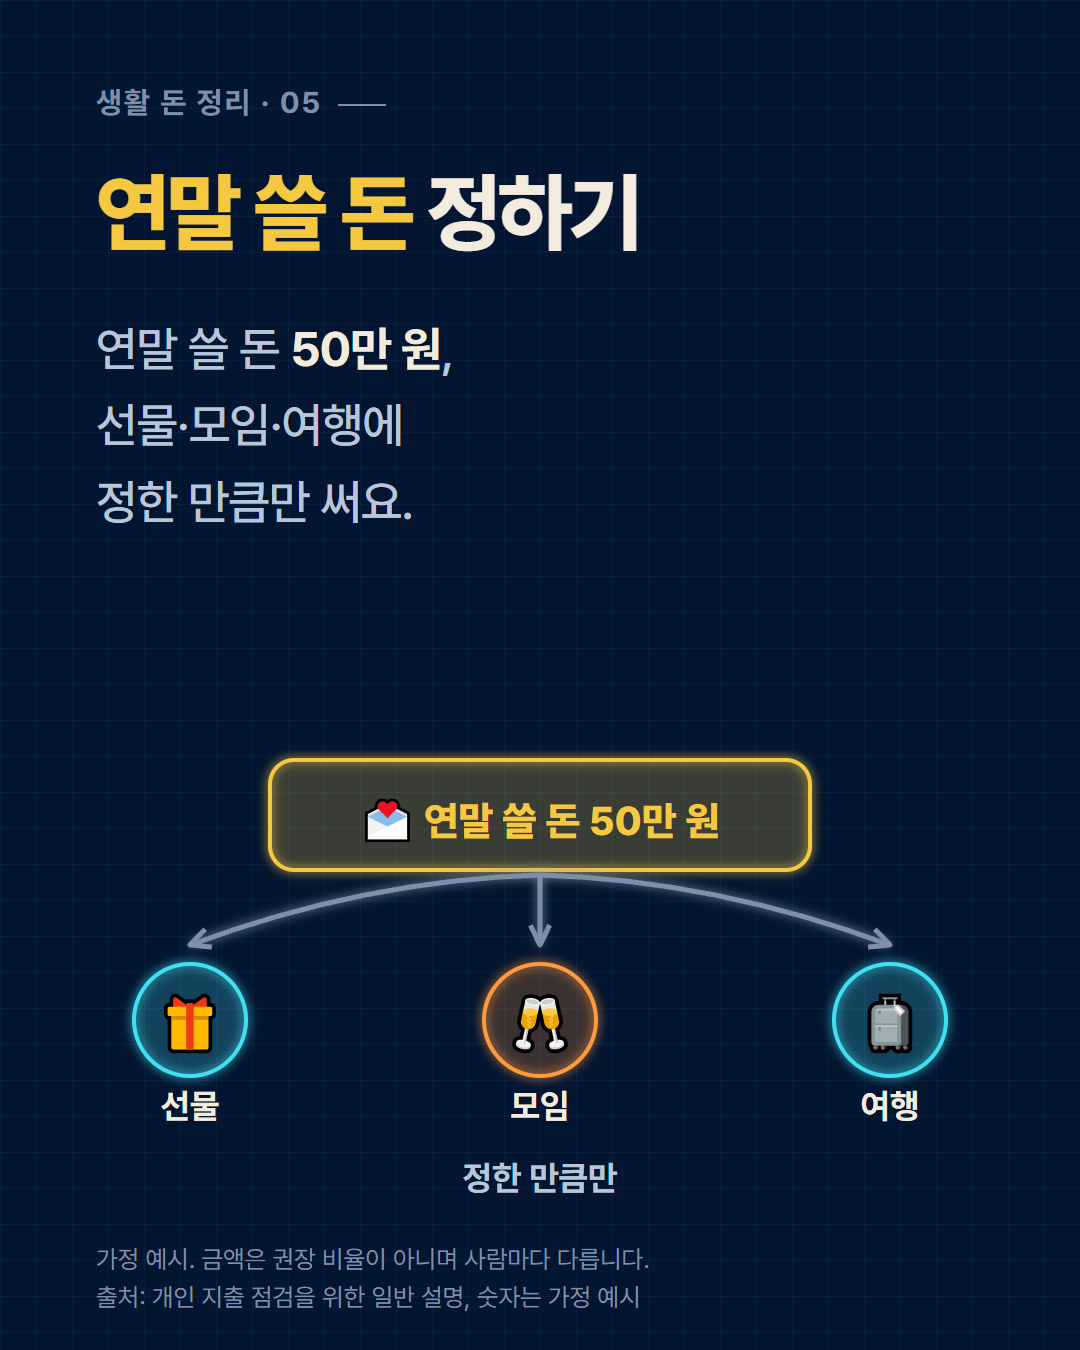 생활 돈 정리 · 05
연말 쓸 돈 정하기
연말 쓸 돈 50만 원,
선물·모임·여행에
정한 만큼만 써요.
연말 쓸 돈 50만 원
선물
모임
여행
정한 만큼만
가정 예시. 금액은 권장 비율이 아니며 사람마다 다릅니다.
출처: 개인 지출 점검을 위한 일반 설명, 숫자는 가정 예시